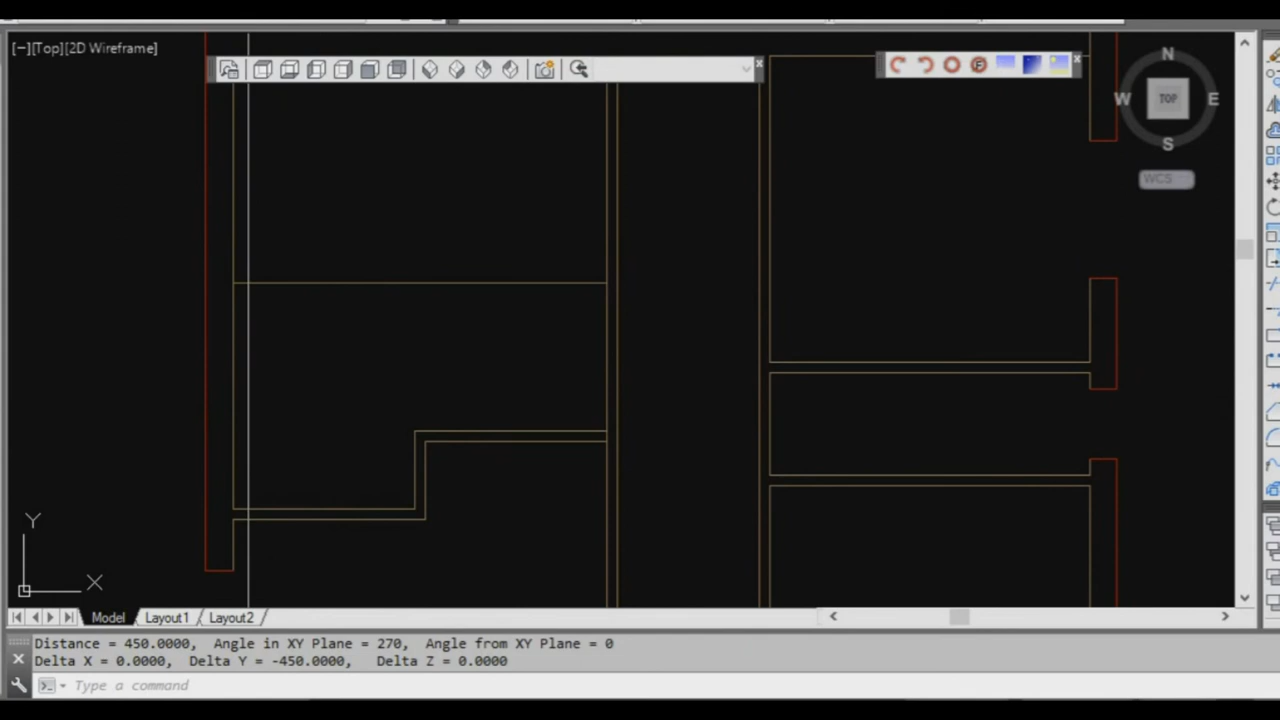 [−][Top][2D Wireframe]
N
W TOP E
S
WCS
Y
X
Model Layout1 Layout2
Distance = 450.0000, Angle in XY Plane = 270, Angle from XY Plane = 0
Delta X = 0.0000, Delta Y = -450.0000, Delta Z = 0.0000
Type a command